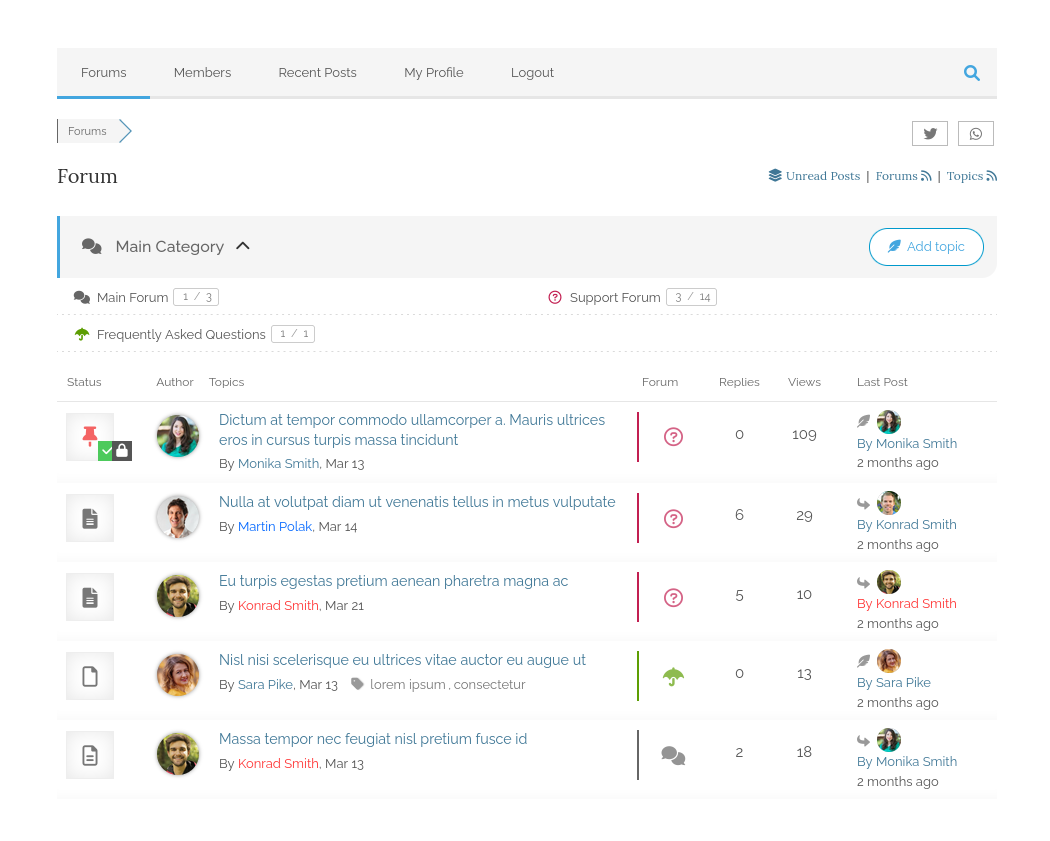 Forums Members Recent Posts My Profile Logout
Forums
Forum
Unread Posts | Forums | Topics
Main Category
Add topic
Main Forum 1 / 3
Support Forum 3 / 14
Frequently Asked Questions 1 / 1
Status Author Topics Forum Replies Views Last Post
Dictum at tempor commodo ullamcorper a. Mauris ultrices
eros in cursus turpis massa tincidunt
By Monika Smith, Mar 13
0 109
By Monika Smith
2 months ago
Nulla at volutpat diam ut venenatis tellus in metus vulputate
By Martin Polak, Mar 14
6 29
By Konrad Smith
2 months ago
Eu turpis egestas pretium aenean pharetra magna ac
By Konrad Smith, Mar 21
5 10
By Konrad Smith
2 months ago
Nisl nisi scelerisque eu ultrices vitae auctor eu augue ut
By Sara Pike, Mar 13 lorem ipsum , consectetur
0 13
By Sara Pike
2 months ago
Massa tempor nec feugiat nisl pretium fusce id
By Konrad Smith, Mar 13
2 18
By Monika Smith
2 months ago